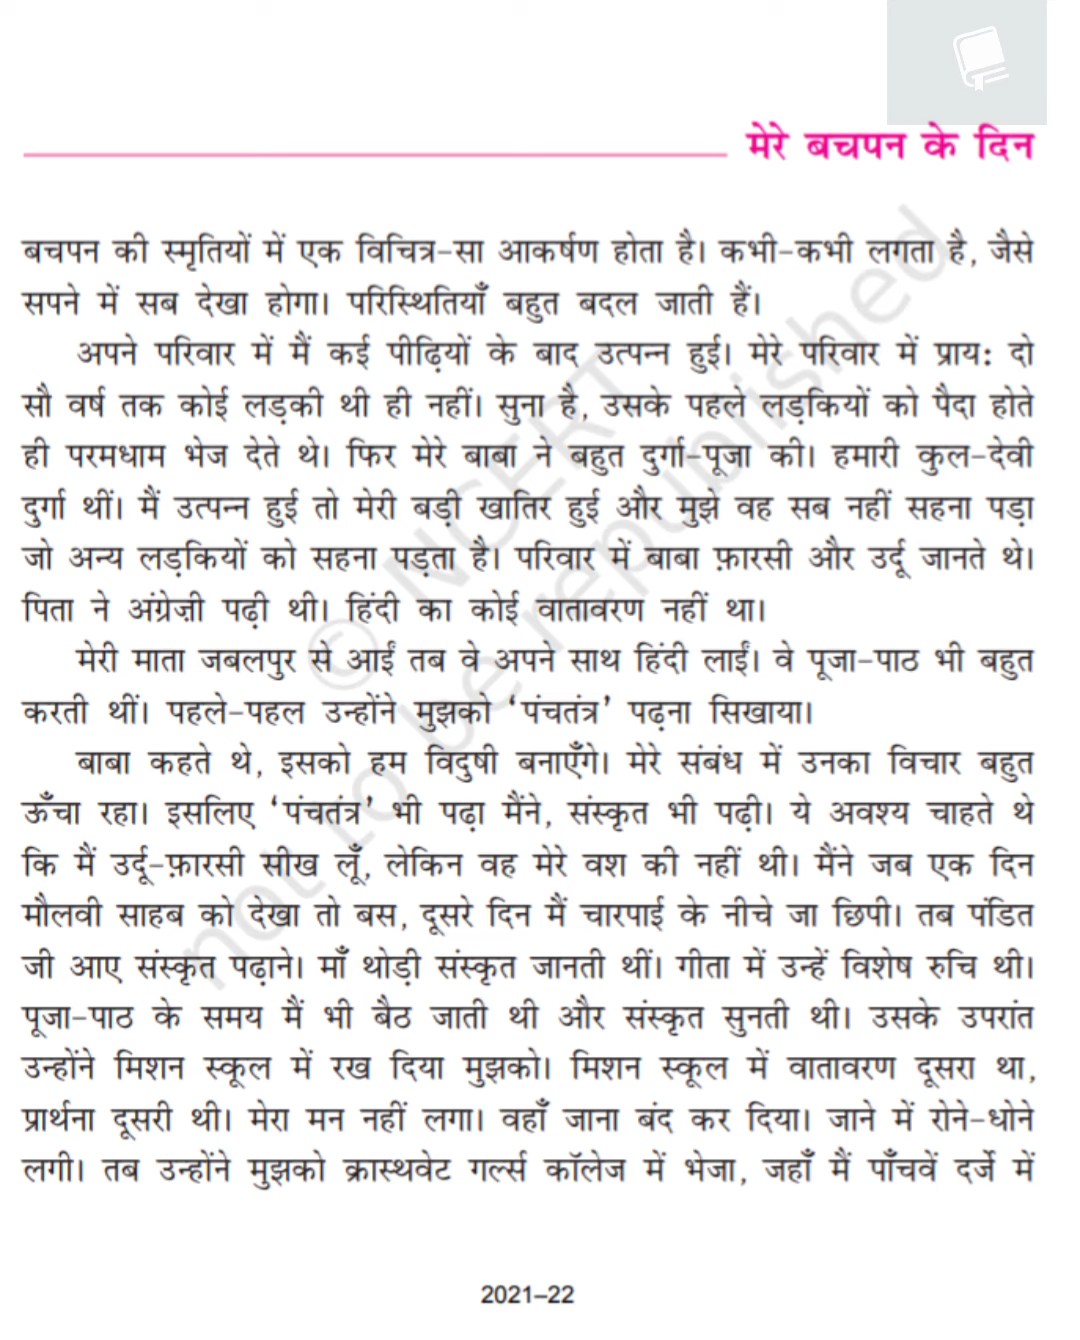 मेरे बचपन के दिन
बचपन की स्मृतियों में एक विचित्र-सा आकर्षण होता है। कभी-कभी लगता है, जैसे
सपने में सब देखा होगा। परिस्थितियाँ बहुत बदल जाती हैं।
अपने परिवार में मैं कई पीढ़ियों के बाद उत्पन्न हुई। मेरे परिवार में प्राय: दो
सौ वर्ष तक कोई लड़की थी ही नहीं। सुना है, उसके पहले लड़कियों को पैदा होते
ही परमधाम भेज देते थे। फिर मेरे बाबा ने बहुत दुर्गा-पूजा की। हमारी कुल-देवी
दुर्गा थीं। मैं उत्पन्न हुई तो मेरी बड़ी खातिर हुई और मुझे वह सब नहीं सहना पड़ा
जो अन्य लड़कियों को सहना पड़ता है। परिवार में बाबा फ़ारसी और उर्दू जानते थे।
पिता ने अंग्रेज़ी पढ़ी थी। हिंदी का कोई वातावरण नहीं था।
मेरी माता जबलपुर से आईं तब वे अपने साथ हिंदी लाईं। वे पूजा-पाठ भी बहुत
करती थीं। पहले-पहल उन्होंने मुझको ‘पंचतंत्र’ पढ़ना सिखाया।
बाबा कहते थे, इसको हम विदुषी बनाएँगे। मेरे संबंध में उनका विचार बहुत
ऊँचा रहा। इसलिए ‘पंचतंत्र’ भी पढ़ा मैंने, संस्कृत भी पढ़ी। ये अवश्य चाहते थे
कि मैं उर्दू-फ़ारसी सीख लूँ, लेकिन वह मेरे वश की नहीं थी। मैंने जब एक दिन
मौलवी साहब को देखा तो बस, दूसरे दिन मैं चारपाई के नीचे जा छिपी। तब पंडित
जी आए संस्कृत पढ़ाने। माँ थोड़ी संस्कृत जानती थीं। गीता में उन्हें विशेष रुचि थी।
पूजा-पाठ के समय मैं भी बैठ जाती थी और संस्कृत सुनती थी। उसके उपरांत
उन्होंने मिशन स्कूल में रख दिया मुझको। मिशन स्कूल में वातावरण दूसरा था,
प्रार्थना दूसरी थी। मेरा मन नहीं लगा। वहाँ जाना बंद कर दिया। जाने में रोने-धोने
लगी। तब उन्होंने मुझको क्रास्थवेट गर्ल्स कॉलेज में भेजा, जहाँ मैं पाँचवें दर्जे में
© NCERT
not to be republished
2021–22